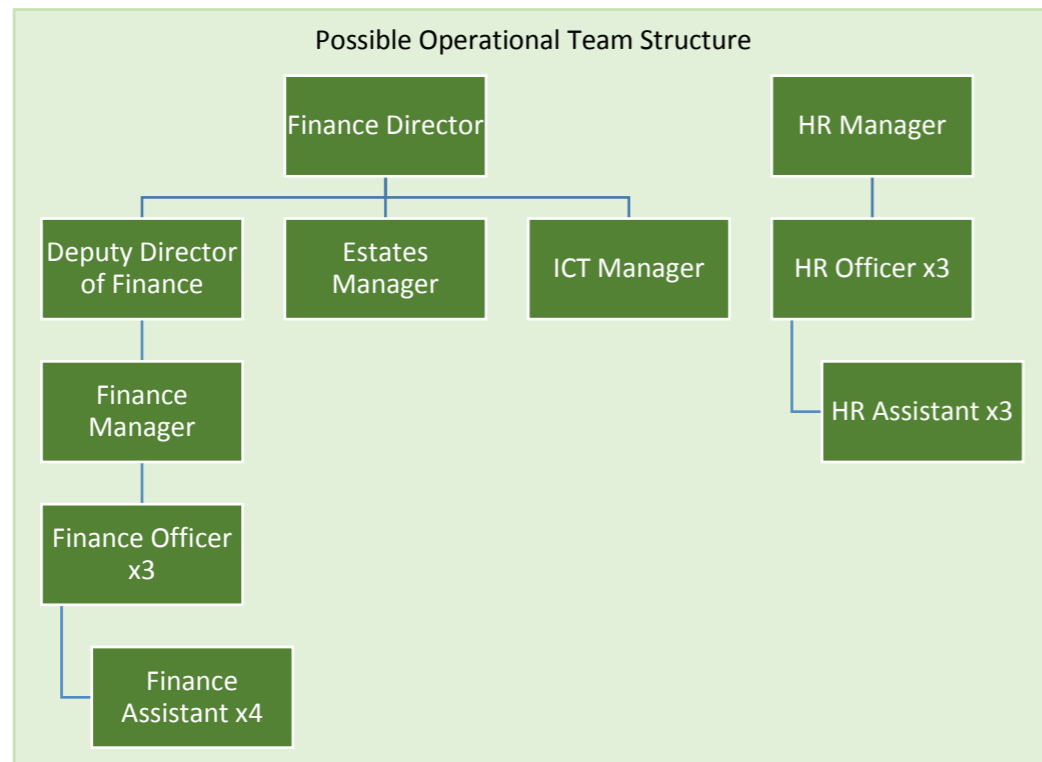 Possible Operational Team Structure
Finance Director
HR Manager
Deputy Director
of Finance
Estates
Manager
ICT Manager
HR Officer x3
Finance
Manager
HR Assistant x3
Finance Officer
x3
Finance
Assistant x4